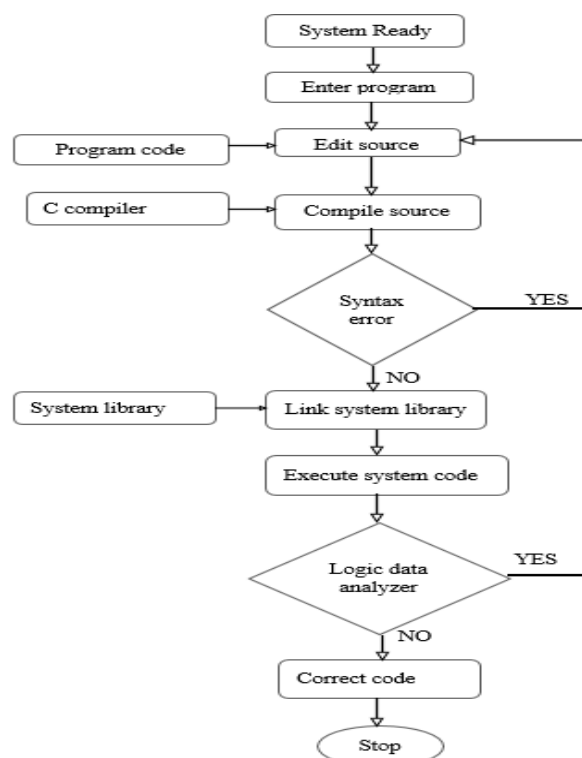 System Ready
Enter program
Program code
Edit source
C compiler
Compile source
Syntax
error
YES
NO
System library
Link system library
Execute system code
Logic data
analyzer
YES
NO
Correct code
Stop